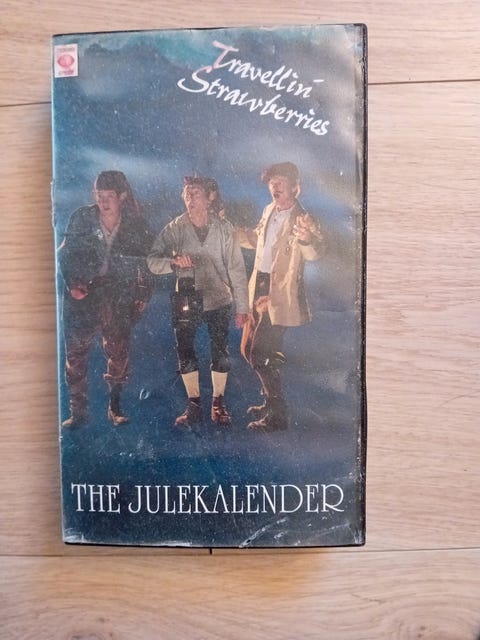 Travellin'
Strawberries
THE JULEKALENDER